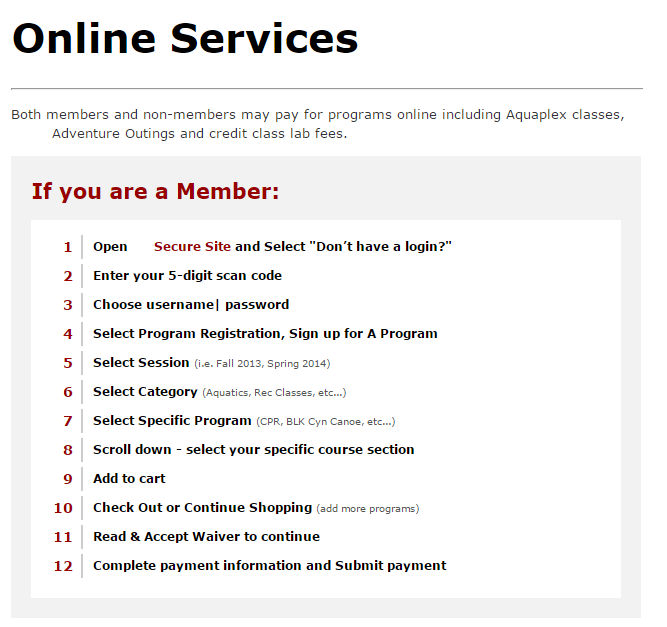 Online Services
Both members and non-members may pay for programs online including Aquaplex classes,
Adventure Outings and credit class lab fees.
If you are a Member:
1 Open Secure Site and Select "Don’t have a login?"
2 Enter your 5-digit scan code
3 Choose username| password
4 Select Program Registration, Sign up for A Program
5 Select Session (i.e. Fall 2013, Spring 2014)
6 Select Category (Aquatics, Rec Classes, etc...)
7 Select Specific Program (CPR, BLK Cyn Canoe, etc...)
8 Scroll down - select your specific course section
9 Add to cart
10 Check Out or Continue Shopping (add more programs)
11 Read & Accept Waiver to continue
12 Complete payment information and Submit payment